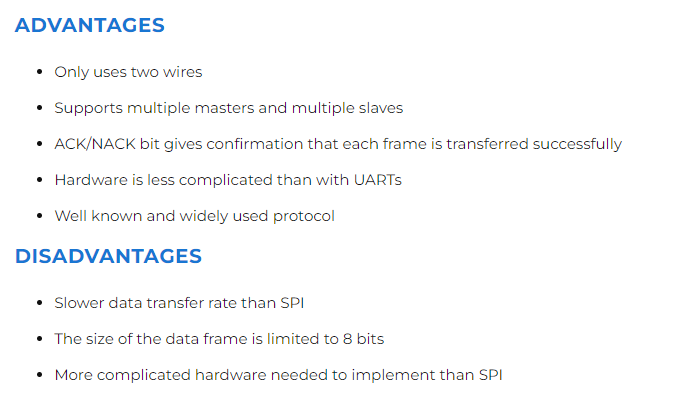 ADVANTAGES
• Only uses two wires
• Supports multiple masters and multiple slaves
• ACK/NACK bit gives confirmation that each frame is transferred successfully
• Hardware is less complicated than with UARTs
• Well known and widely used protocol
DISADVANTAGES
• Slower data transfer rate than SPI
• The size of the data frame is limited to 8 bits
• More complicated hardware needed to implement than SPI